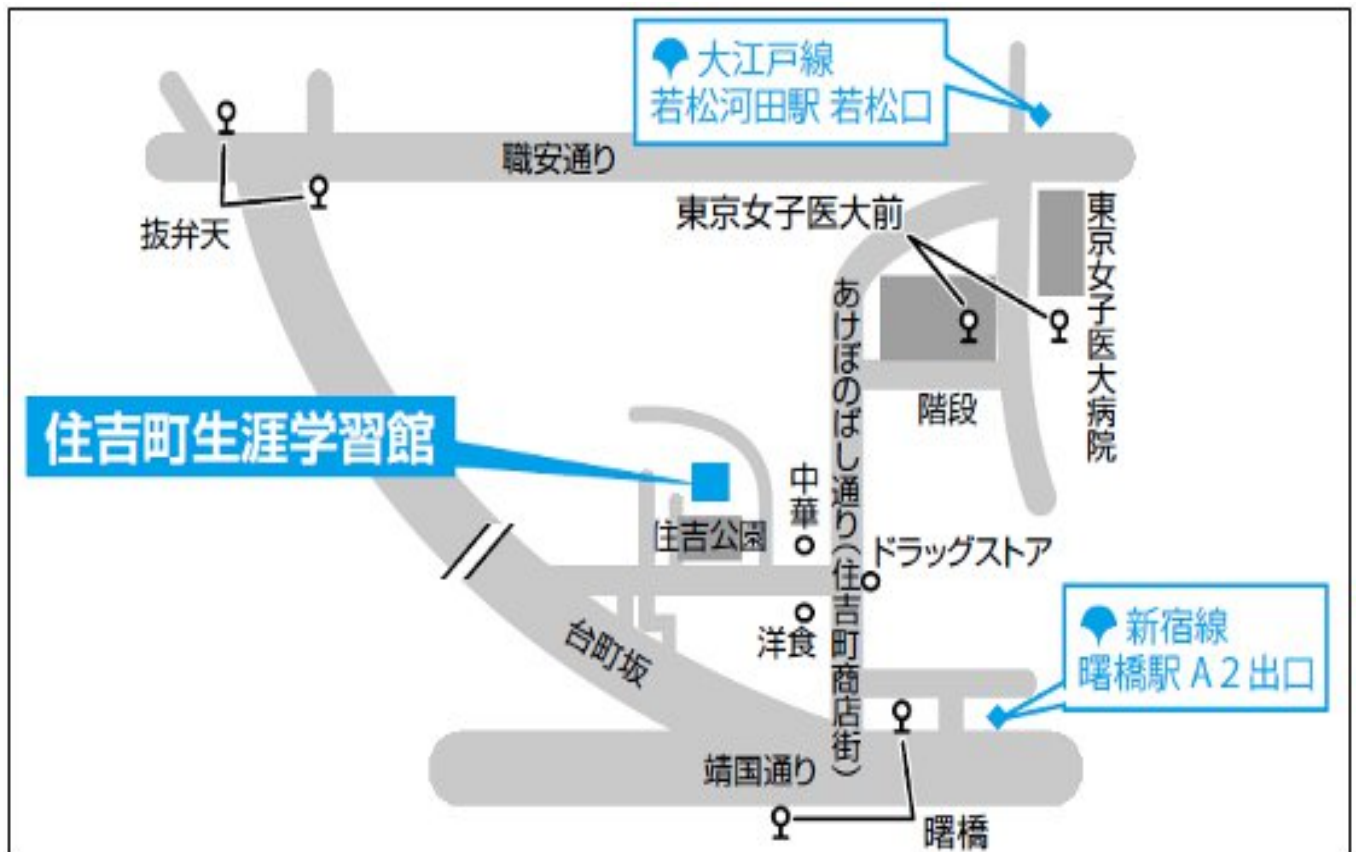 大江戸線
若松河田駅 若松口
職安通り
抜弁天
東京女子医大前
東京女子医大病院
あけぼのばし通り(住吉町商店街)
階段
住吉町生涯学習館
中華
住吉公園
ドラッグストア
洋食
台町坂
新宿線
曙橋駅 A2出口
靖国通り
曙橋